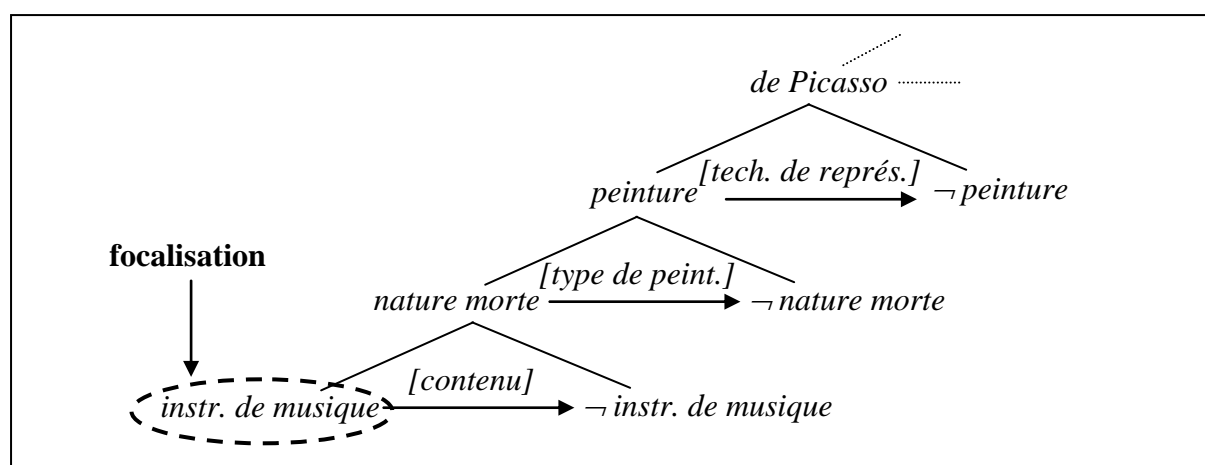 de Picasso
[tech. de représ.]
peinture ¬ peinture
focalisation
[type de peint.]
nature morte ¬ nature morte
[contenu]
instr. de musique ¬ instr. de musique